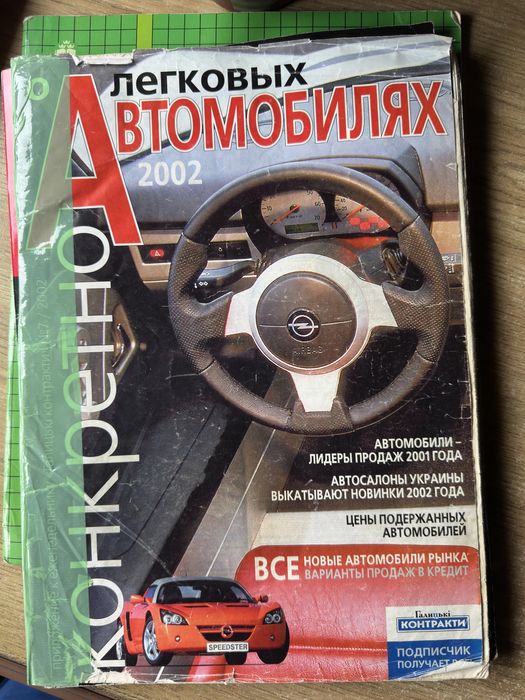 О ЛЕГКОВЫХ
АВТОМОБИЛЯХ
2002
КОНКРЕТНО
AIRBAG
АВТОМОБИЛИ –
ЛИДЕРЫ ПРОДАЖ 2001 ГОДА
АВТОСАЛОНЫ УКРАИНЫ
ВЫКАТЫВАЮТ НОВИНКИ 2002 ГОДА
ЦЕНЫ ПОДЕРЖАННЫХ
АВТОМОБИЛЕЙ
ВСЕ НОВЫЕ АВТОМОБИЛИ РЫНКА
ВАРИАНТЫ ПРОДАЖ В КРЕДИТ
SPEEDSTER
Галицькі
КОНТРАКТИ
ПОДПИСЧИК
ПОЛУЧАЕТ